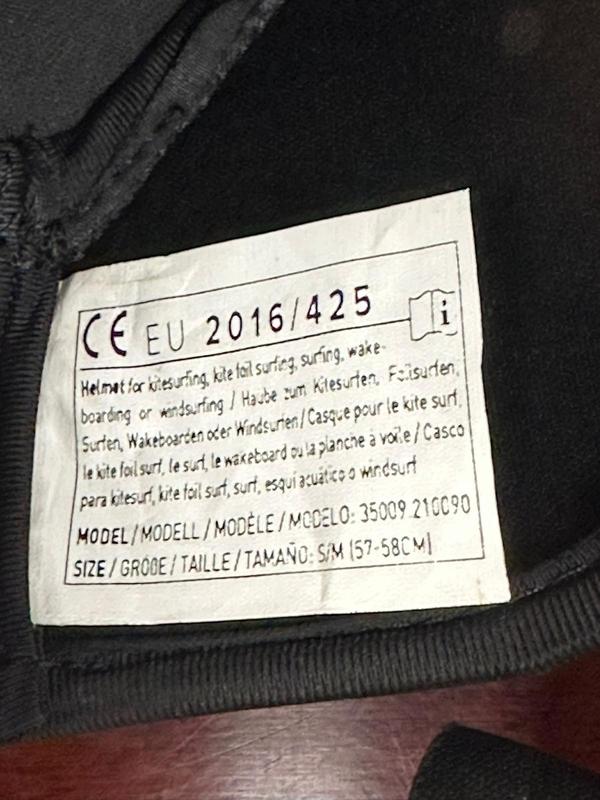 CE EU 2016/425 i
Helmet for kitesurfing, kite foil surfing, surfing, wake-
boarding or windsurfing / Haube zum Kitesurfen, Foilsurfen,
Surfen, Wakeboarden oder Windsurfen / Casque pour le kite surf,
le kite foil surf, le surf, le wakeboard ou la planche à voile / Casco
para kitesurf, kite foil surf, surf, esquí acuático o windsurf
MODEL / MODELL / MODÈLE / MODELO: 35009.210090
SIZE / GRÖDE / TAILLE / TAMAÑO: S/M (57-58CM)